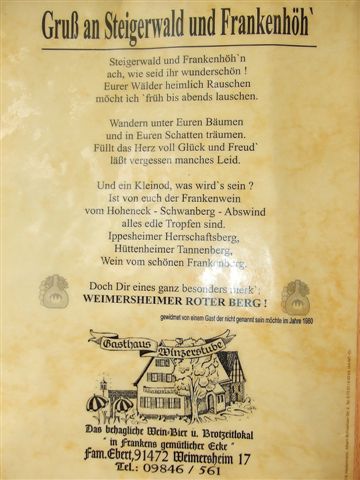 Gruß an Steigerwald und Frankenhöh`
Steigerwald und Frankenhöh`n
ach, wie seid ihr wunderschön !
Eurer Wälder heimlich Rauschen
möcht ich `früh bis abends lauschen.
Wandern unter Euren Bäumen
und in Euren Schatten träumen.
Füllt das Herz voll Glück und Freud`
läßt vergessen manches Leid.
Und ein Kleinod, was wird`s sein ?
Ist von euch der Frankenwein
vom Hoheneck - Schwanberg - Abswind
alles edle Tropfen sind.
Ippesheimer Herrschaftsberg,
Hüttenheimer Tannenberg,
Wein vom schönen Frankenberg.
Doch Dir eines ganz besonders merk`:
WEIMERSHEIMER ROTER BERG !
gewidmet von einem Gast der nicht genannt sein möchte im Jahre 1980
Gasthaus Winzerstube
Das behagliche Wein-Bier u. Brotzeitlokal
" in Frankens gemütlicher Ecke "
Fam.Ebert,91472 Weimersheim 17
Tel.: 09846 / 561